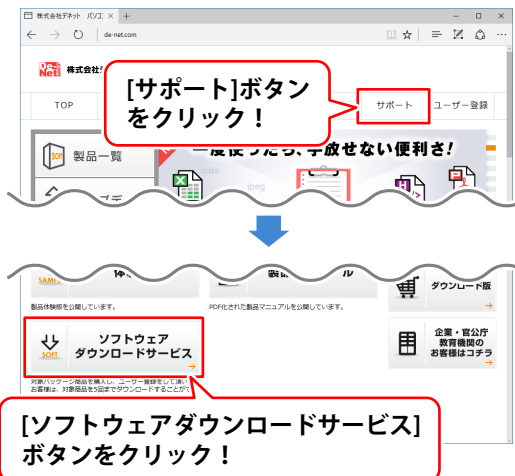 株式会社デネット パソコ
de-net.com
De-Net! 株式会社
[サポート]ボタン
をクリック！
TOP
サポート
ユーザー登録
SOFT 製品一覧
一度使ったら、手放せない便利さ!
data
jpeg
SAMPLE
製品体験版を公開しています。
PDF化された製品マニュアルを公開しています。
ダウンロード版
SOFT
ソフトウェア
ダウンロードサービス
企業・官公庁
教育機関の
お客様はコチラ
対象パッケージ商品を購入し、ユーザー登録をして頂い
お客様は、対象商品を5回までダウンロードすることがで
[ソフトウェアダウンロードサービス]
ボタンをクリック！